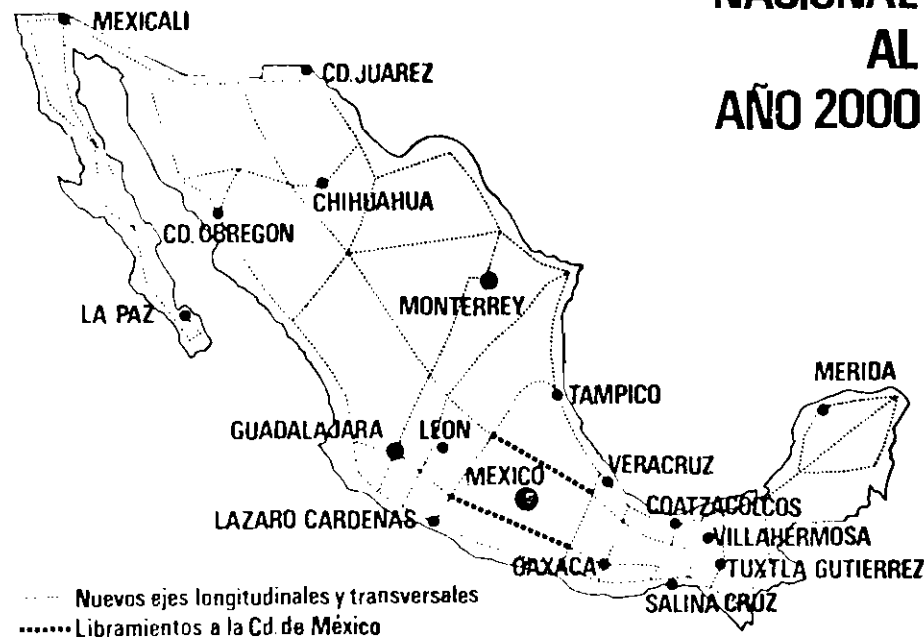 NACIONAL
AL
AÑO 2000
MEXICALI
CD. JUAREZ
CHIHUAHUA
CD. OBREGON
MONTERREY
LA PAZ
MERIDA
TAMPICO
GUADALAJARA
LEON
MEXICO
VERACRUZ
COATZACOLCOS
LAZARO CARDENAS
VILLAHERMOSA
OAXACA
TUXTLA GUTIERREZ
SALINA CRUZ
Nuevos ejes longitudinales y transversales
Libramientos a la Cd. de México